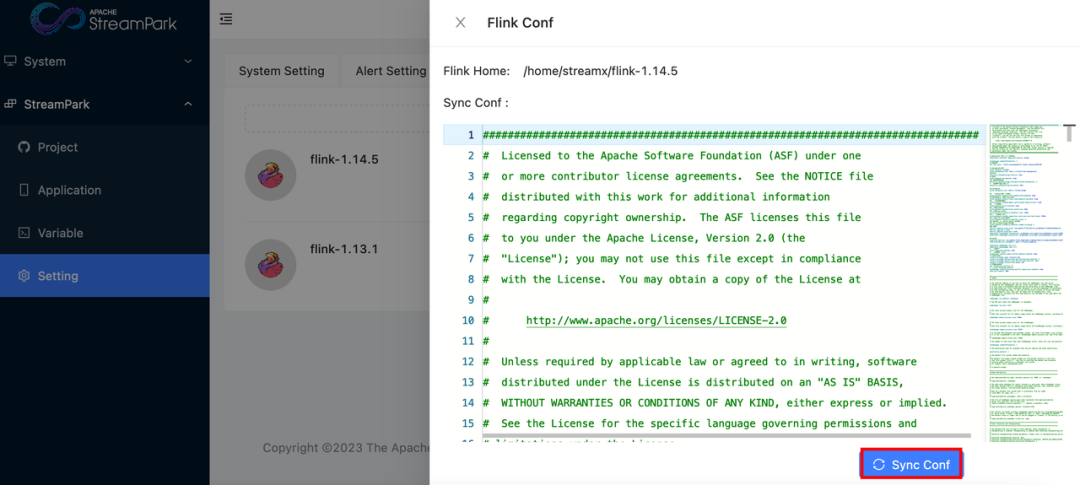 APACHE
StreamPark
System
StreamPark
Project
Application
Variable
Setting
System Setting
Alert Setting
flink-1.14.5
flink-1.13.1
Copyright ©2023 The Apache
Flink Conf
Flink Home: /home/streamx/flink-1.14.5
Sync Conf :
1 ################################################################################
2 # Licensed to the Apache Software Foundation (ASF) under one
3 # or more contributor license agreements. See the NOTICE file
4 # distributed with this work for additional information
5 # regarding copyright ownership. The ASF licenses this file
6 # to you under the Apache License, Version 2.0 (the
7 # "License"); you may not use this file except in compliance
8 # with the License. You may obtain a copy of the License at
9 #
10 # http://www.apache.org/licenses/LICENSE-2.0
11 #
12 # Unless required by applicable law or agreed to in writing, software
13 # distributed under the License is distributed on an "AS IS" BASIS,
14 # WITHOUT WARRANTIES OR CONDITIONS OF ANY KIND, either express or implied.
15 # See the License for the specific language governing permissions and
16 # limitations under the License
Sync Conf